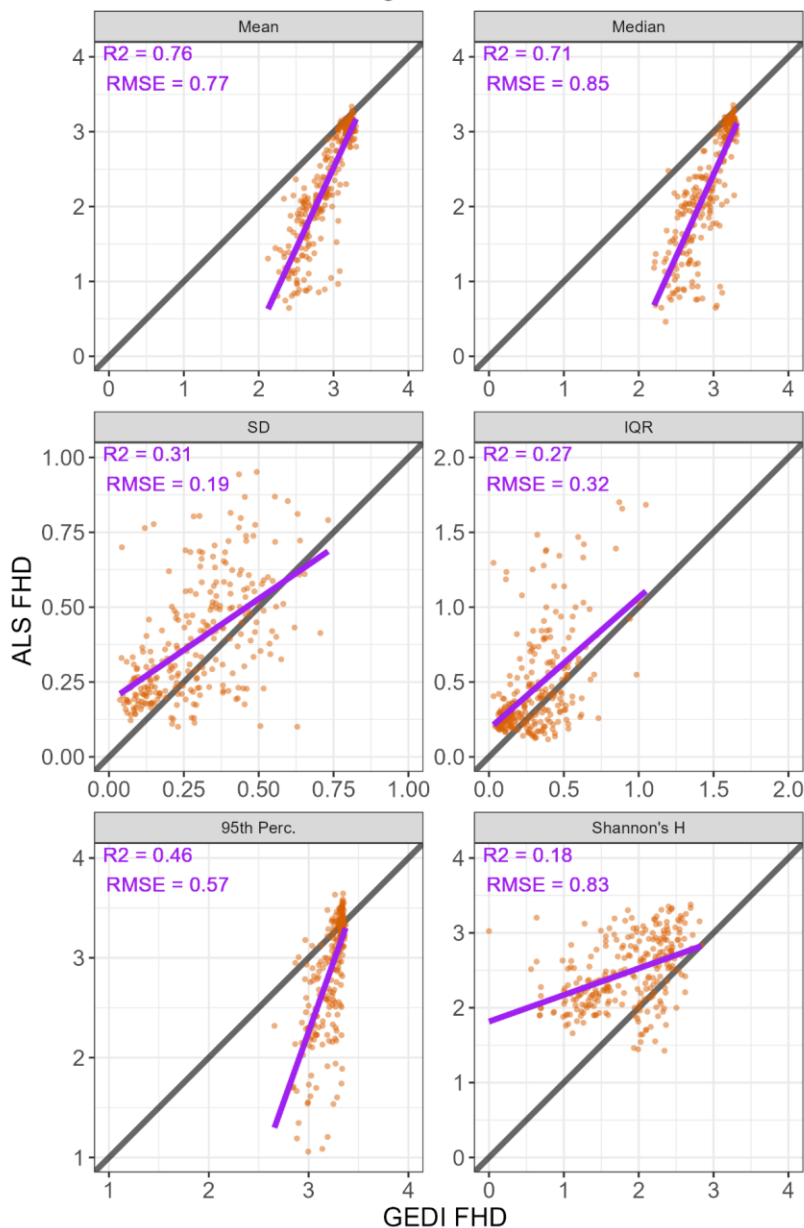 Mean
Median
R2 = 0.76
RMSE = 0.77
R2 = 0.71
RMSE = 0.85
4
3
2
1
0
0 1 2 3 4
0 1 2 3 4
SD
IQR
R2 = 0.31
RMSE = 0.19
R2 = 0.27
RMSE = 0.32
1.00
0.75
0.50
0.25
0.00
2.0
1.5
1.0
0.5
0.0
0.00 0.25 0.50 0.75 1.00
0.0 0.5 1.0 1.5 2.0
ALS FHD
95th Perc.
Shannon's H
R2 = 0.46
RMSE = 0.57
R2 = 0.18
RMSE = 0.83
4
3
2
1
4
3
2
1
0
1 2 3 4
0 1 2 3 4
GEDI FHD